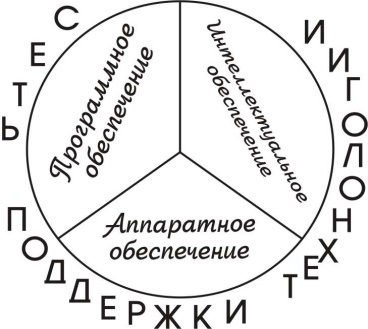 СЕТЬ ПОДДЕРЖКИ ТЕХНОЛОГИИ
Программное
обеспечение
Интеллектуальное
обеспечение
Аппаратное
обеспечение